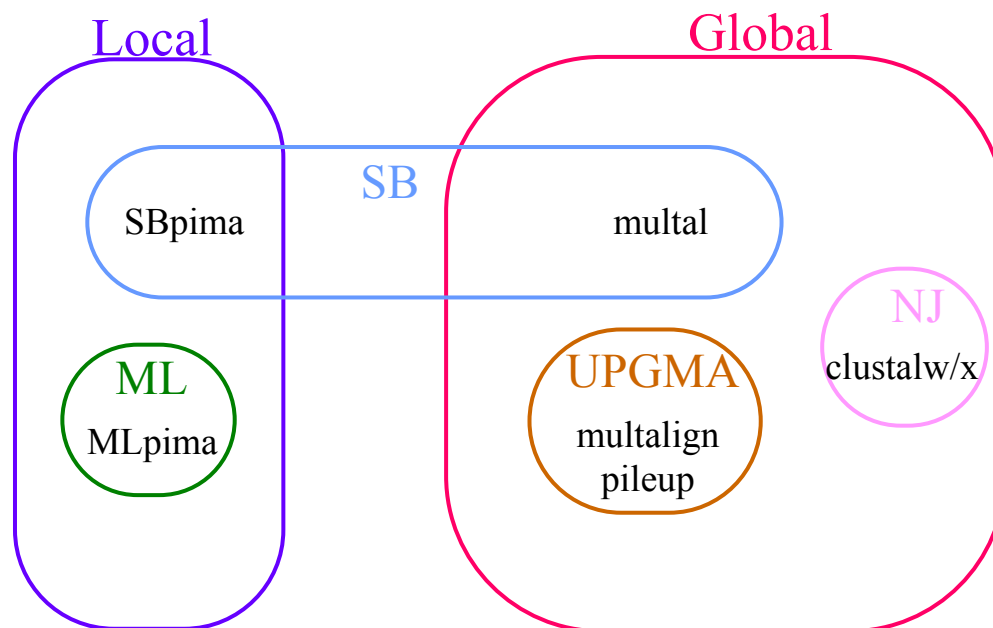 Local
Global
SB
SBpima
multal
NJ
clustalw/x
ML
MLpima
UPGMA
multalign
pileup